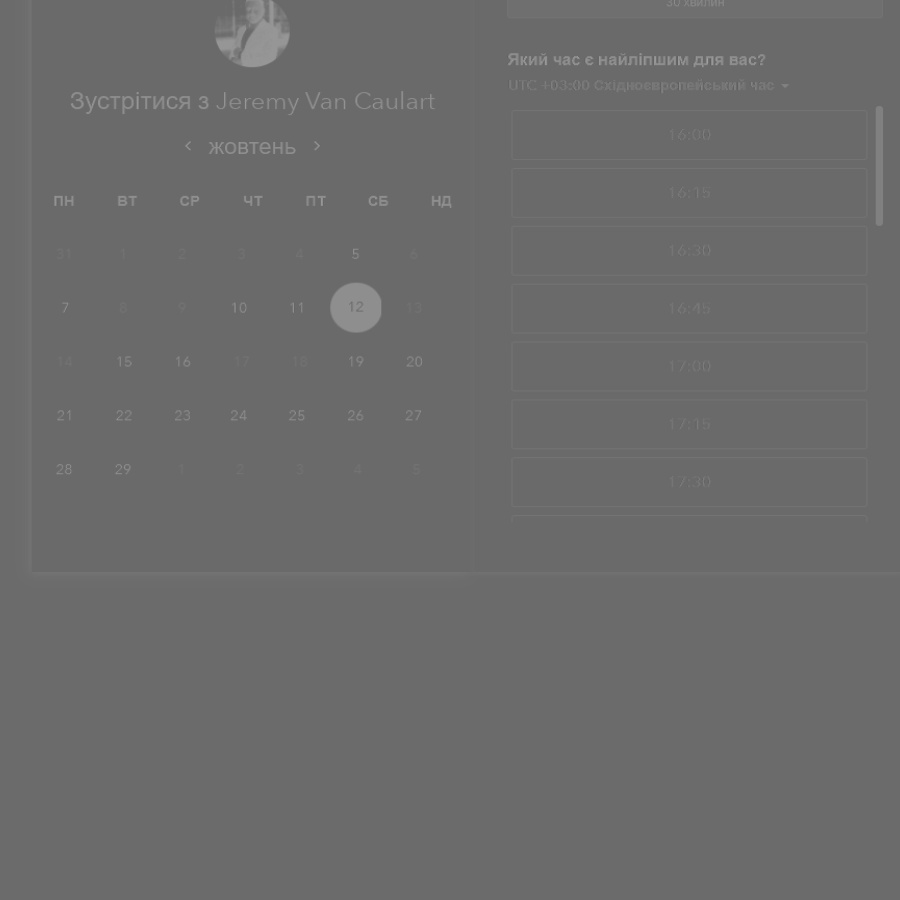 Зустрітися з Jeremy Van Caulart
жовтень
ПН ВТ СР ЧТ ПТ СБ НД
31 1 2 3 4 5 6
7 8 9 10 11 12 13
14 15 16 17 18 19 20
21 22 23 24 25 26 27
28 29 1 2 3 4 5
30 хвилин
Який час є найліпшим для вас?
UTC +03:00 Східноєвропейський час
16:00
16:15
16:30
16:45
17:00
17:15
17:30